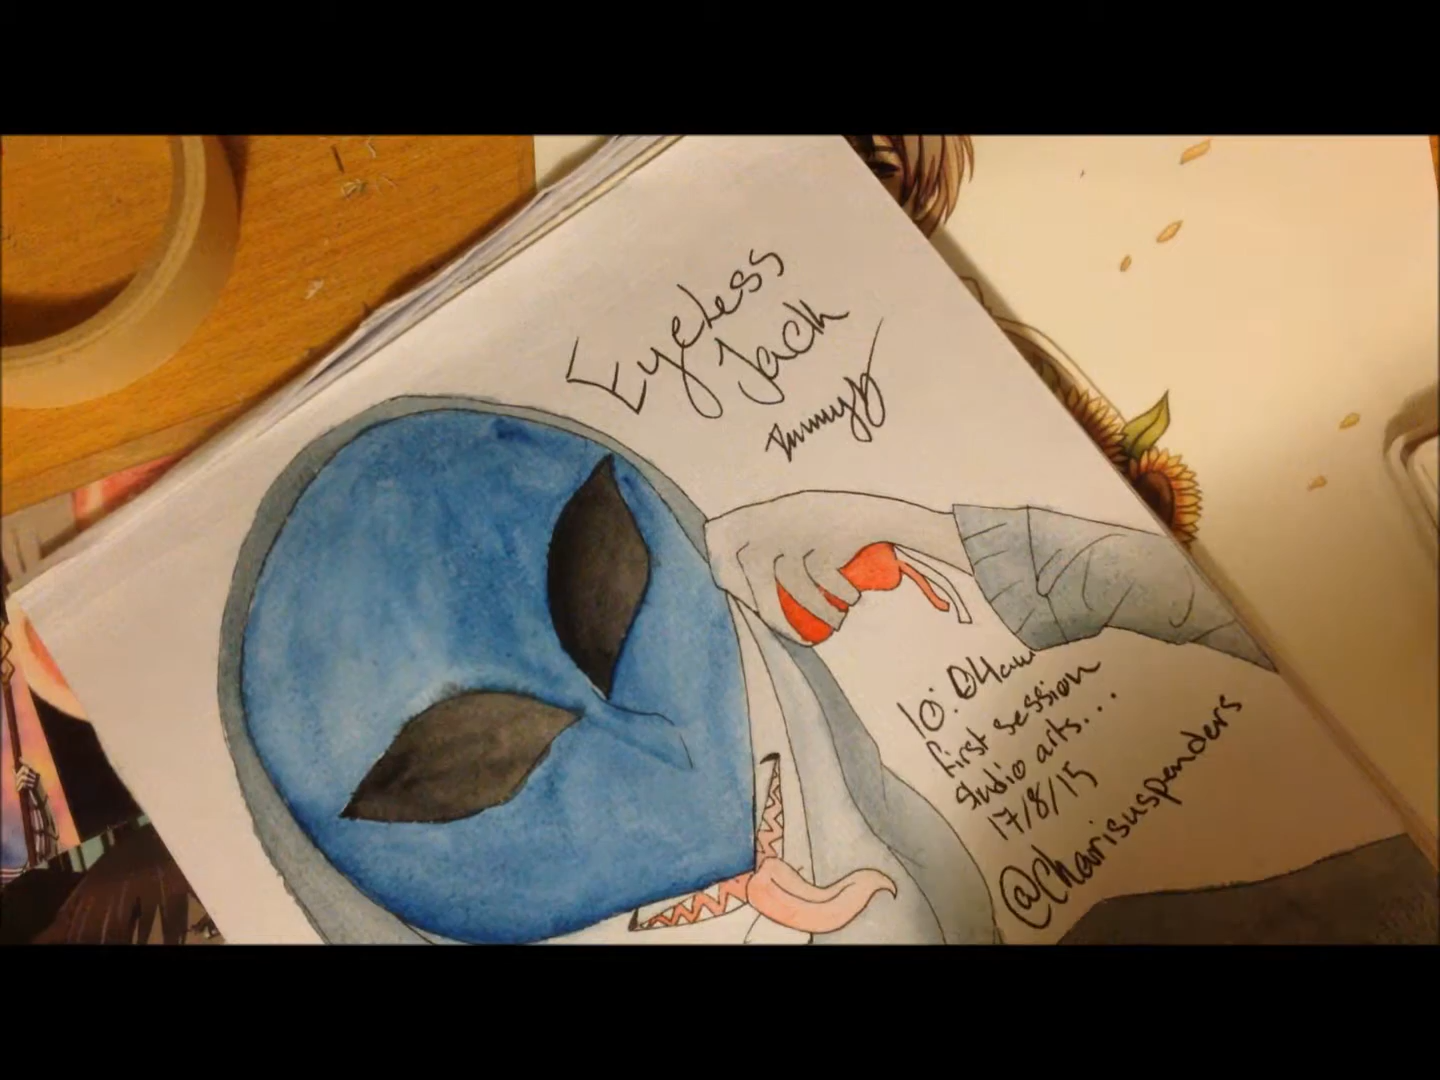 Eyeless
Jack
10:04am
first session
studio arts...
17/8/15
@Charisuspenders